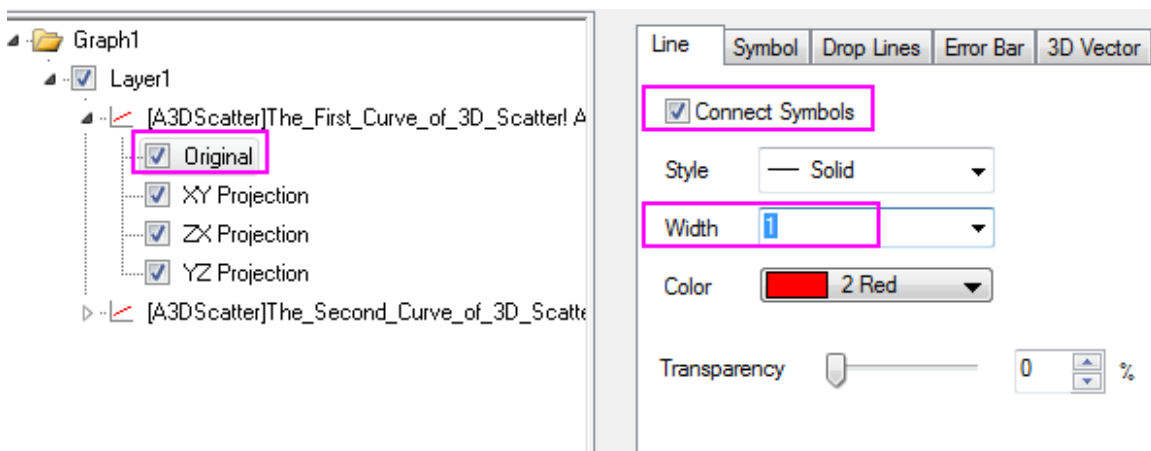 Graph1
Layer1
[A3DScatter]The_First_Curve_of_3D_Scatter! A
Original
XY Projection
ZX Projection
YZ Projection
[A3DScatter]The_Second_Curve_of_3D_Scatte
Line Symbol Drop Lines Error Bar 3D Vector
Connect Symbols
Style Solid
Width 1
Color 2 Red
Transparency 0 %